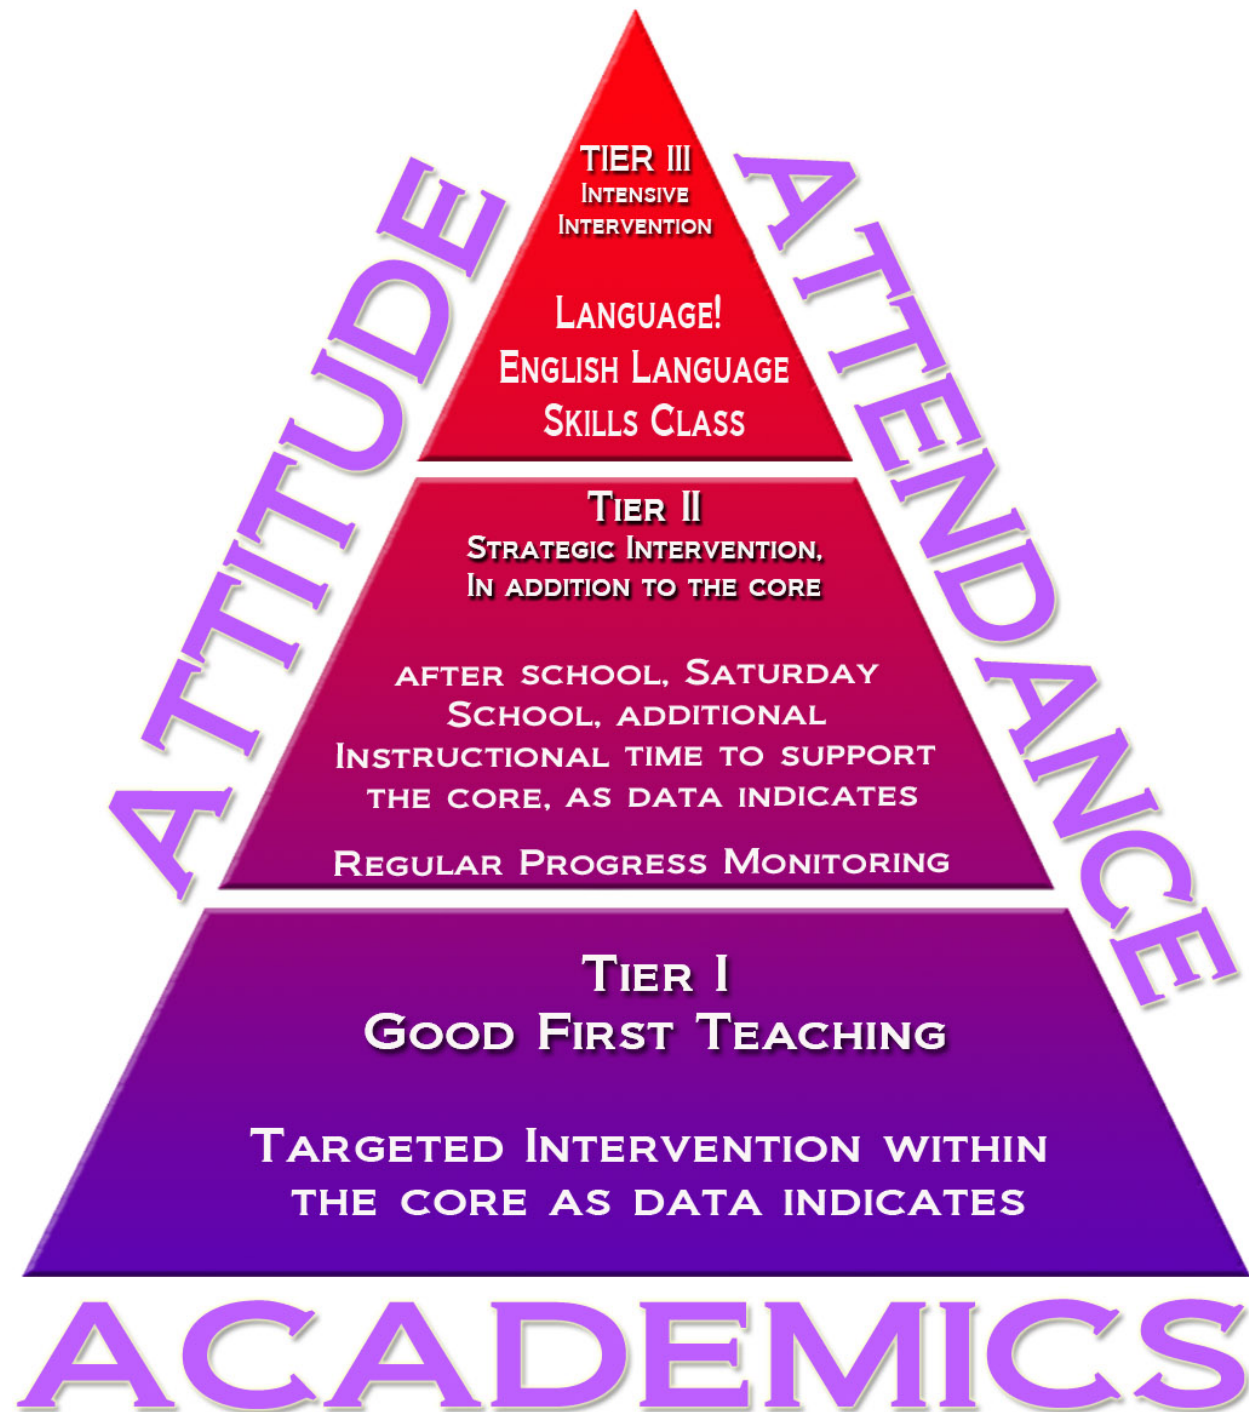 TIER III
INTENSIVE
INTERVENTION
LANGUAGE!
ENGLISH LANGUAGE
SKILLS CLASS
TIER II
STRATEGIC INTERVENTION,
IN ADDITION TO THE CORE
AFTER SCHOOL, SATURDAY
SCHOOL, ADDITIONAL
INSTRUCTIONAL TIME TO SUPPORT
THE CORE, AS DATA INDICATES
REGULAR PROGRESS MONITORING
TIER I
GOOD FIRST TEACHING
TARGETED INTERVENTION WITHIN
THE CORE AS DATA INDICATES
ATTITUDE
ATTENDANCE
ACADEMICS